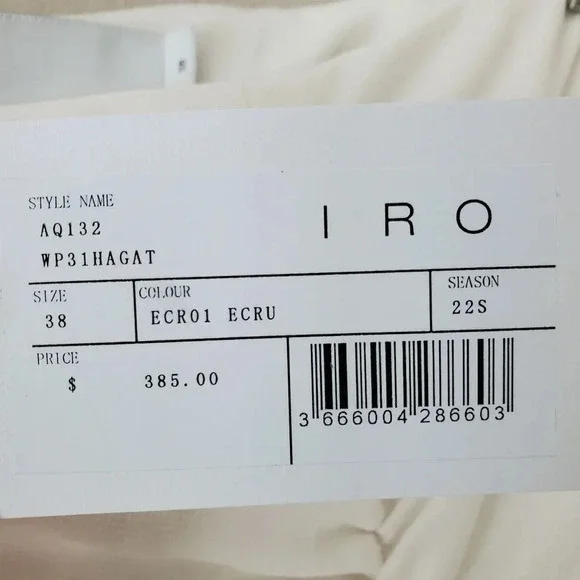 STYLE NAME
AQ132
WP31HAGAT
IRO
SIZE
38
COLOUR
ECR01 ECRU
SEASON
22S
PRICE
$ 385.00
3 666004 286603